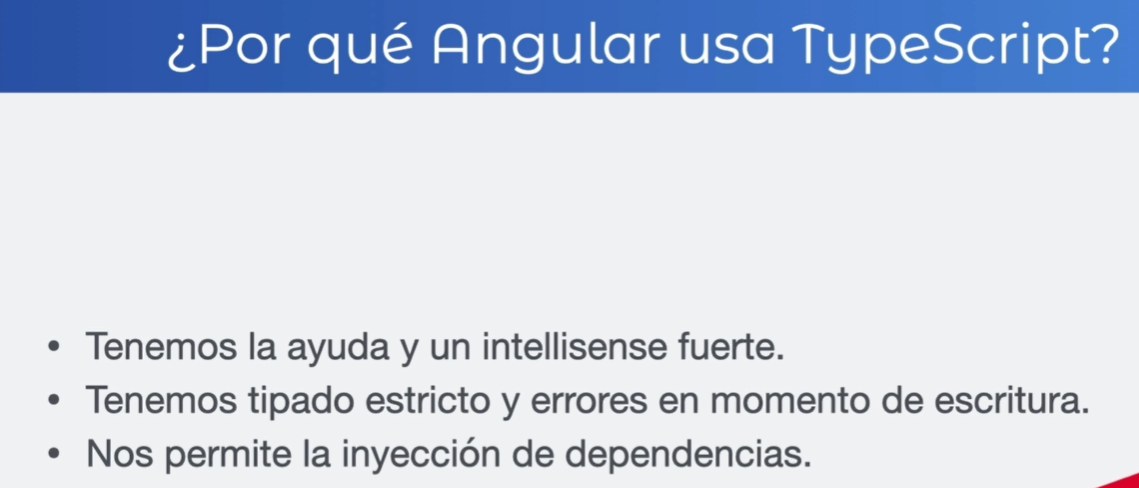 ¿Por qué Angular usa TypeScript?
• Tenemos la ayuda y un intellisense fuerte.
• Tenemos tipado estricto y errores en momento de escritura.
• Nos permite la inyección de dependencias.